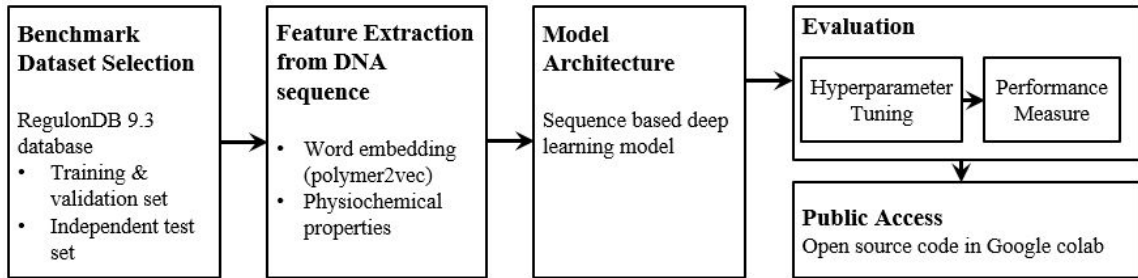 Benchmark
Dataset Selection
RegulonDB 9.3
database
• Training &
validation set
• Independent test
set
Feature Extraction
from DNA
sequence
• Word embedding
(polymer2vec)
• Physiochemical
properties
Model
Architecture
Sequence based deep
learning model
Evaluation
Hyperparameter
Tuning
Performance
Measure
Public Access
Open source code in Google colab